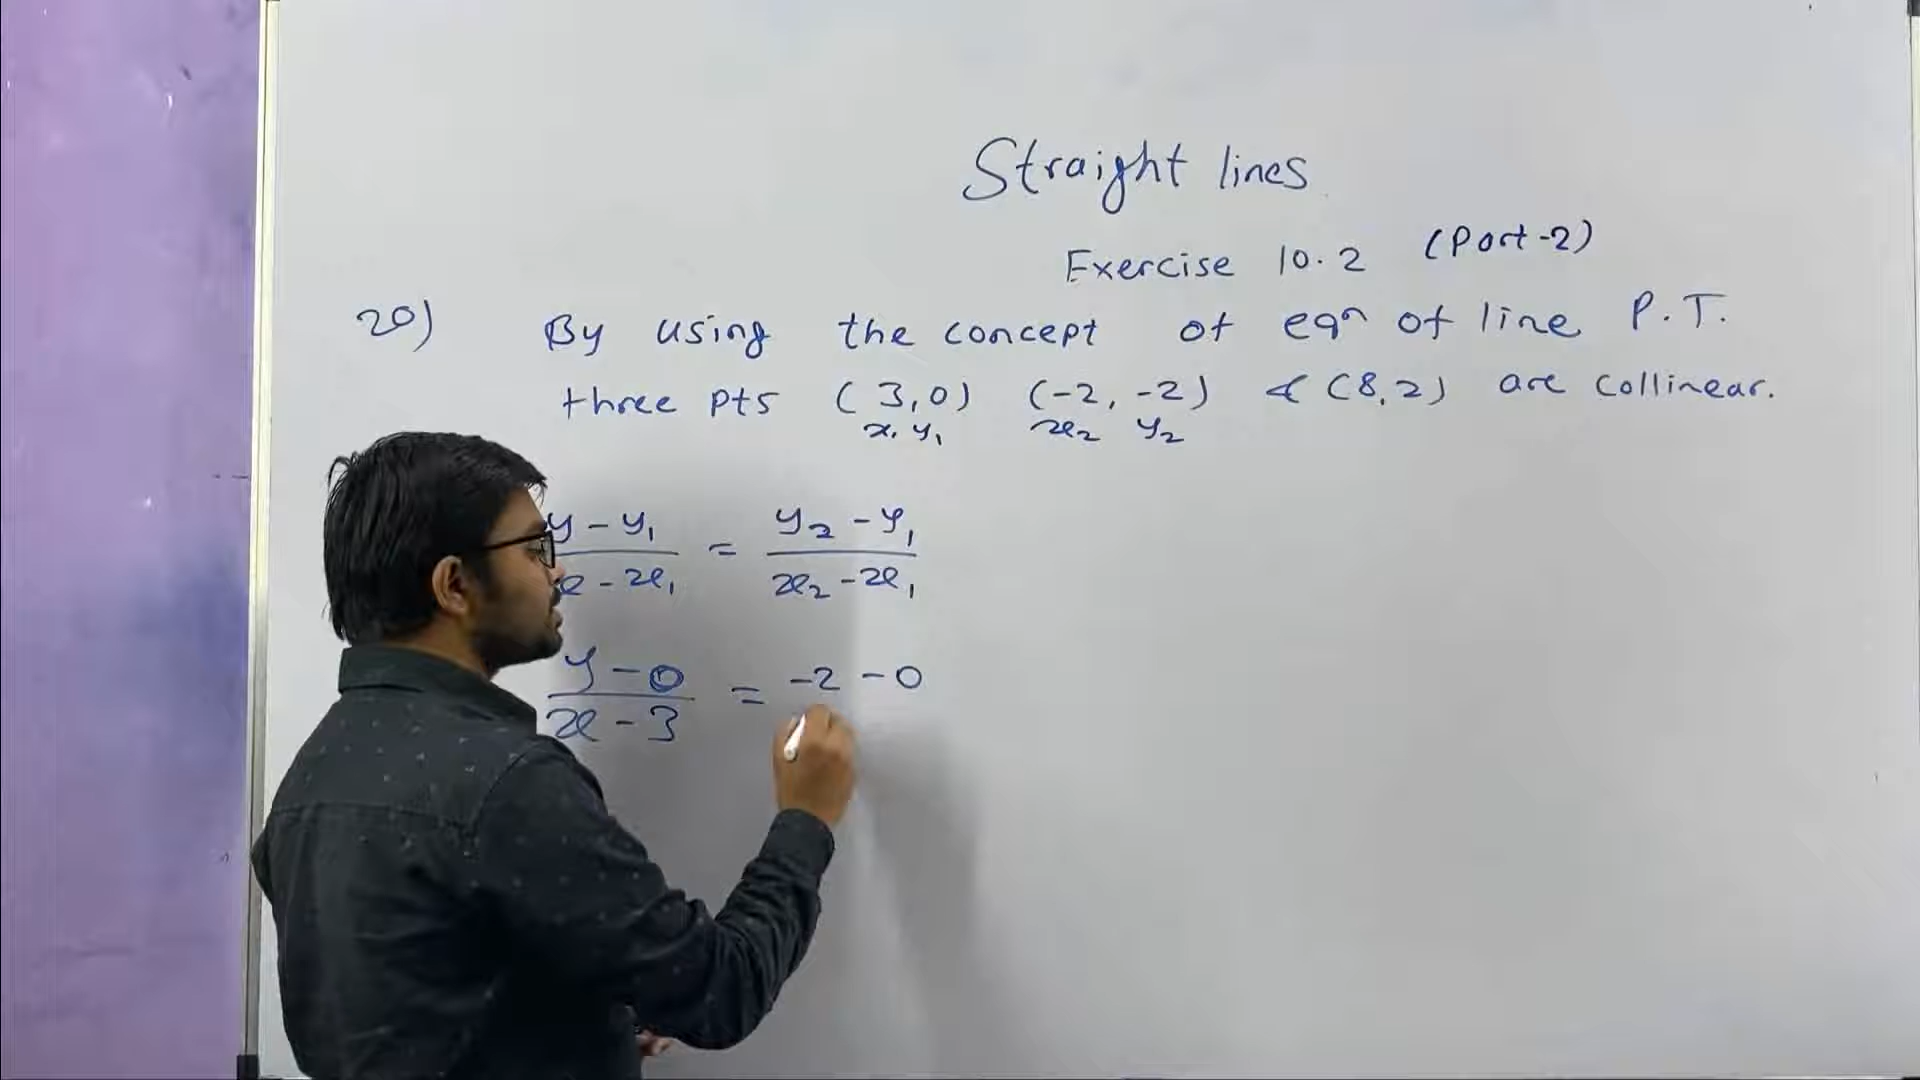 Straight lines
Exercise 10.2 (Part-2)
20) By using the concept of eqn of line P.T.
three pts (3,0) (-2, -2) & (8,2) are collinear.
x1 y1 x2 y2
y - y1 / x - x1 = y2 - y1 / x2 - x1
y - 0 / x - 3 = -2 - 0